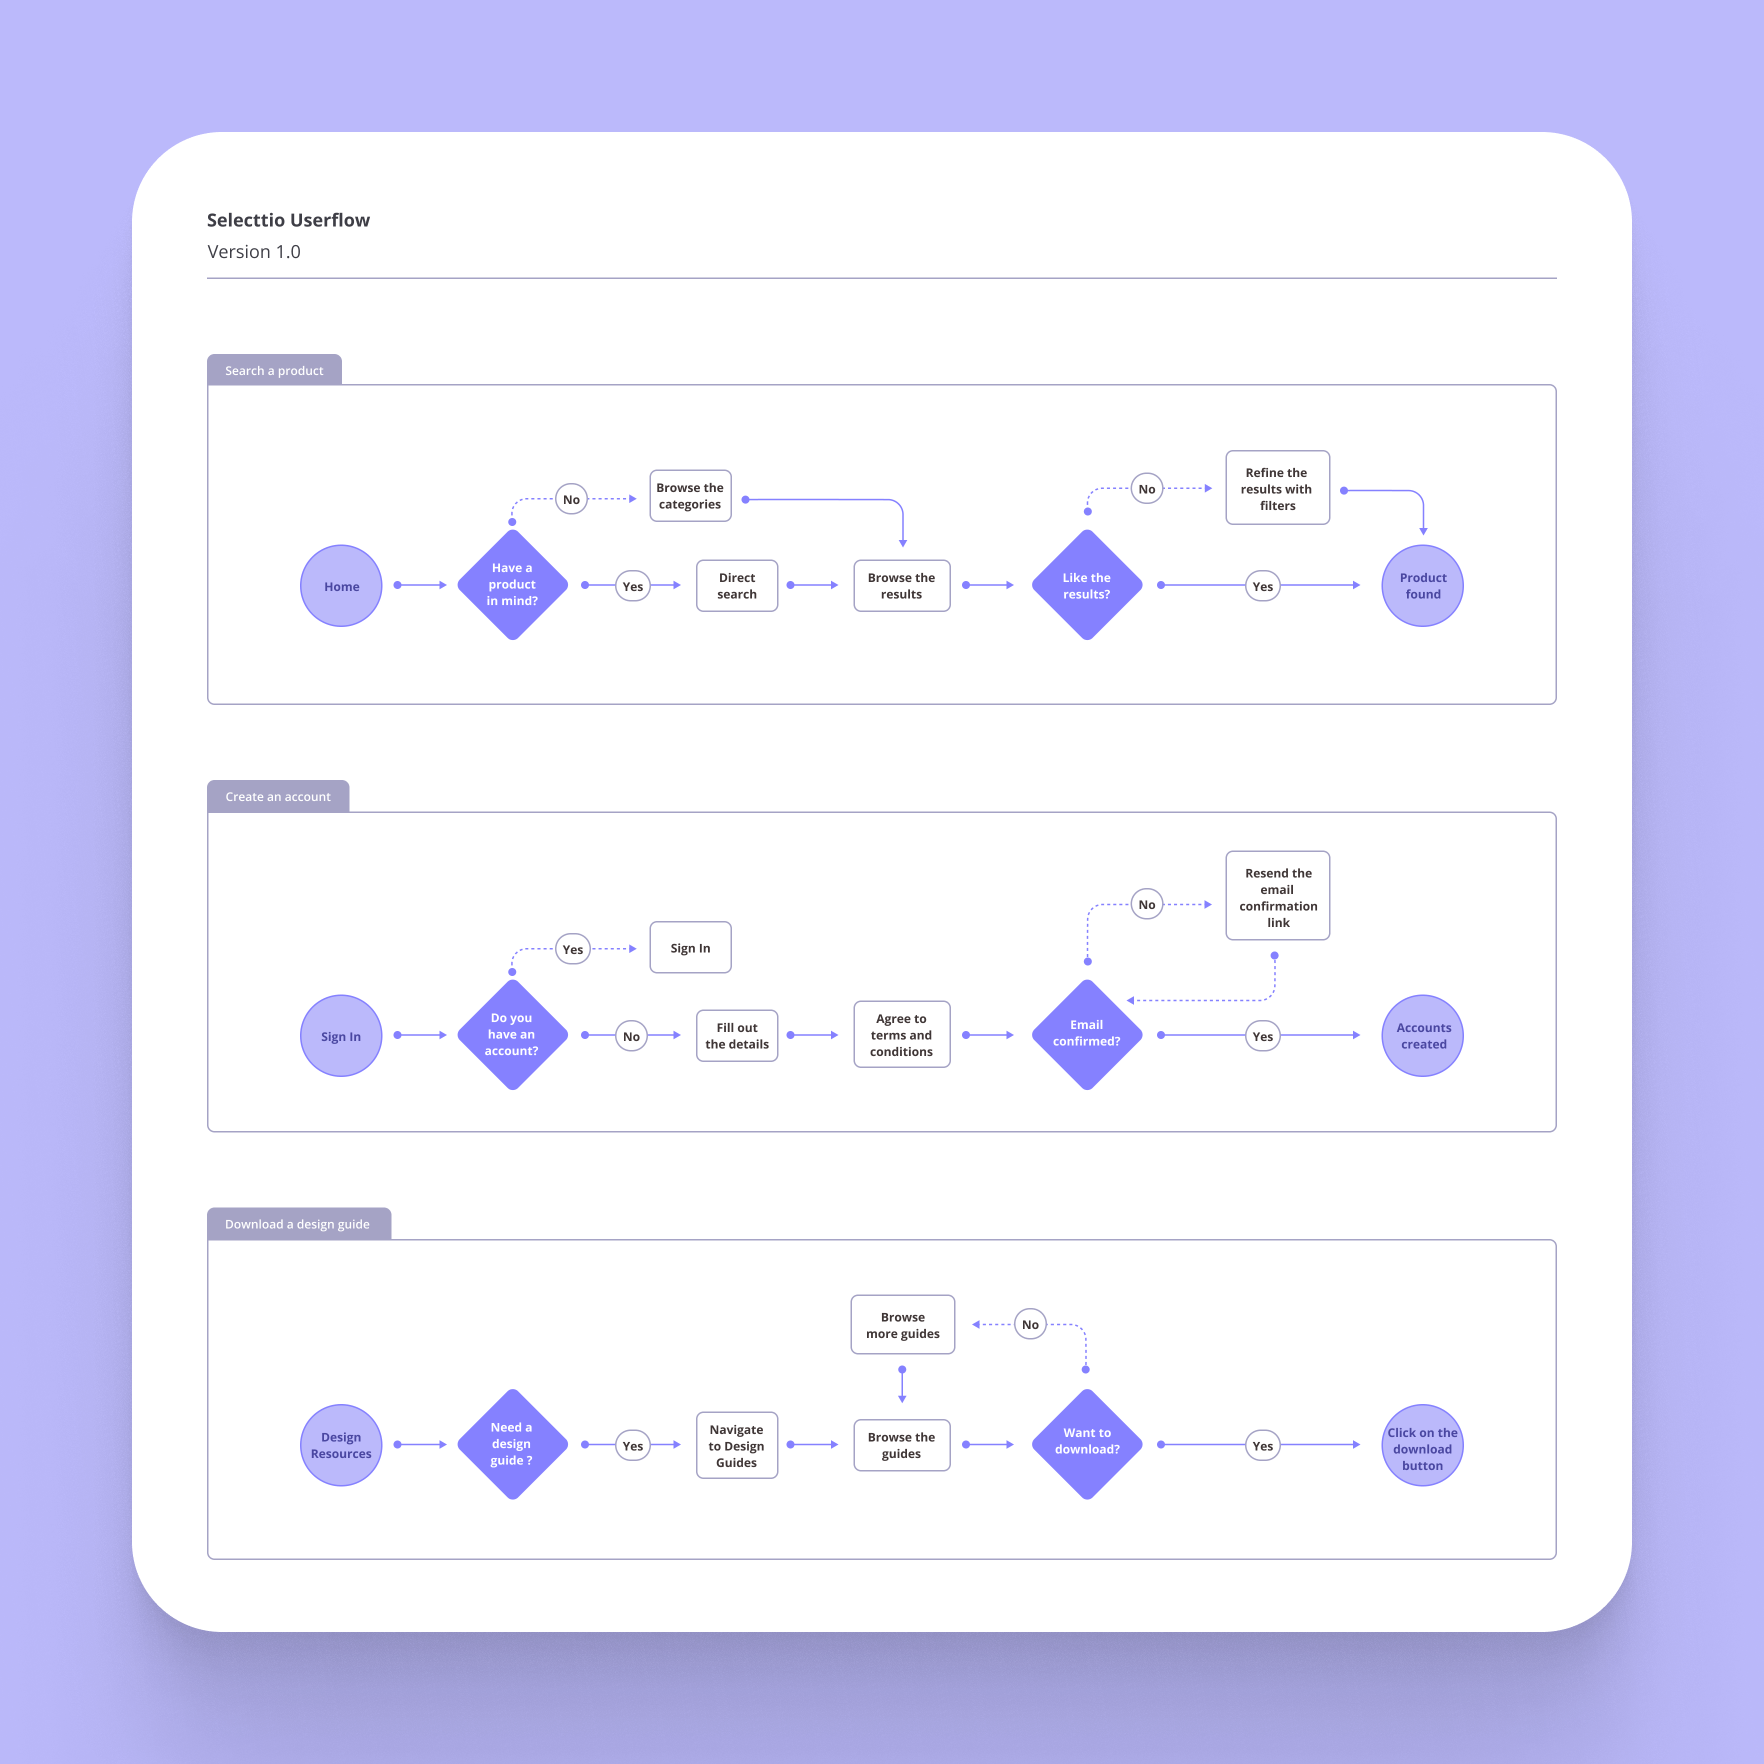 Selecttio Userflow
Version 1.0
Search a product
Home
Have a
product
in mind?
No
Browse the
categories
Yes
Direct
search
Browse the
results
Like the
results?
No
Refine the
results with
filters
Yes
Product
found
Create an account
Sign In
Do you
have an
account?
Yes
Sign In
No
Fill out
the details
Agree to
terms and
conditions
Email
confirmed?
No
Resend the
email
confirmation
link
Yes
Accounts
created
Download a design guide
Design
Resources
Need a
design
guide ?
Yes
Navigate
to Design
Guides
Browse the
guides
Browse
more guides
No
Want to
download?
Yes
Click on the
download
button